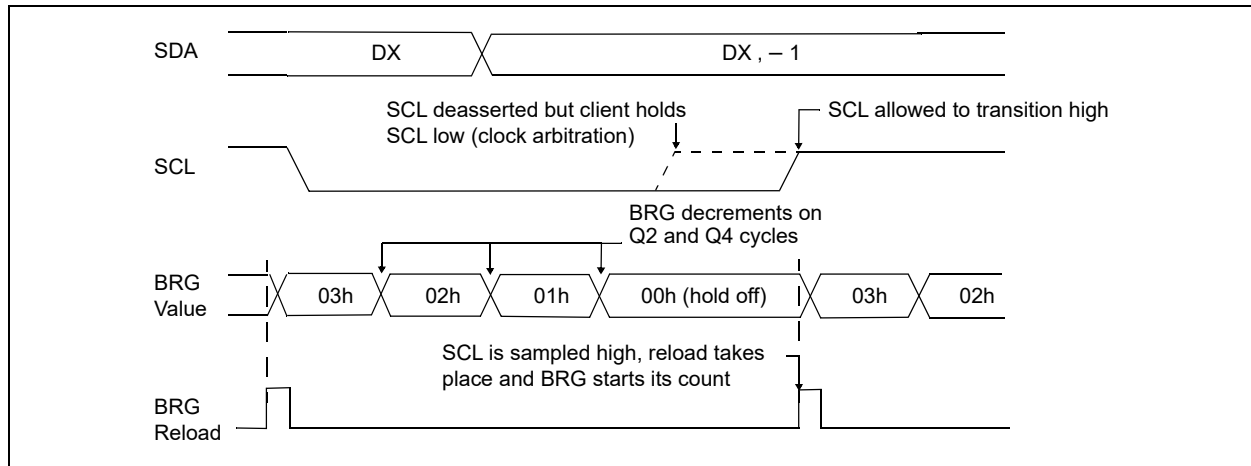 SDA
DX
DX , – 1
SCL deasserted but client holds
SCL low (clock arbitration)
SCL allowed to transition high
SCL
BRG decrements on
Q2 and Q4 cycles
BRG
Value
03h
02h
01h
00h (hold off)
03h
02h
SCL is sampled high, reload takes
place and BRG starts its count
BRG
Reload